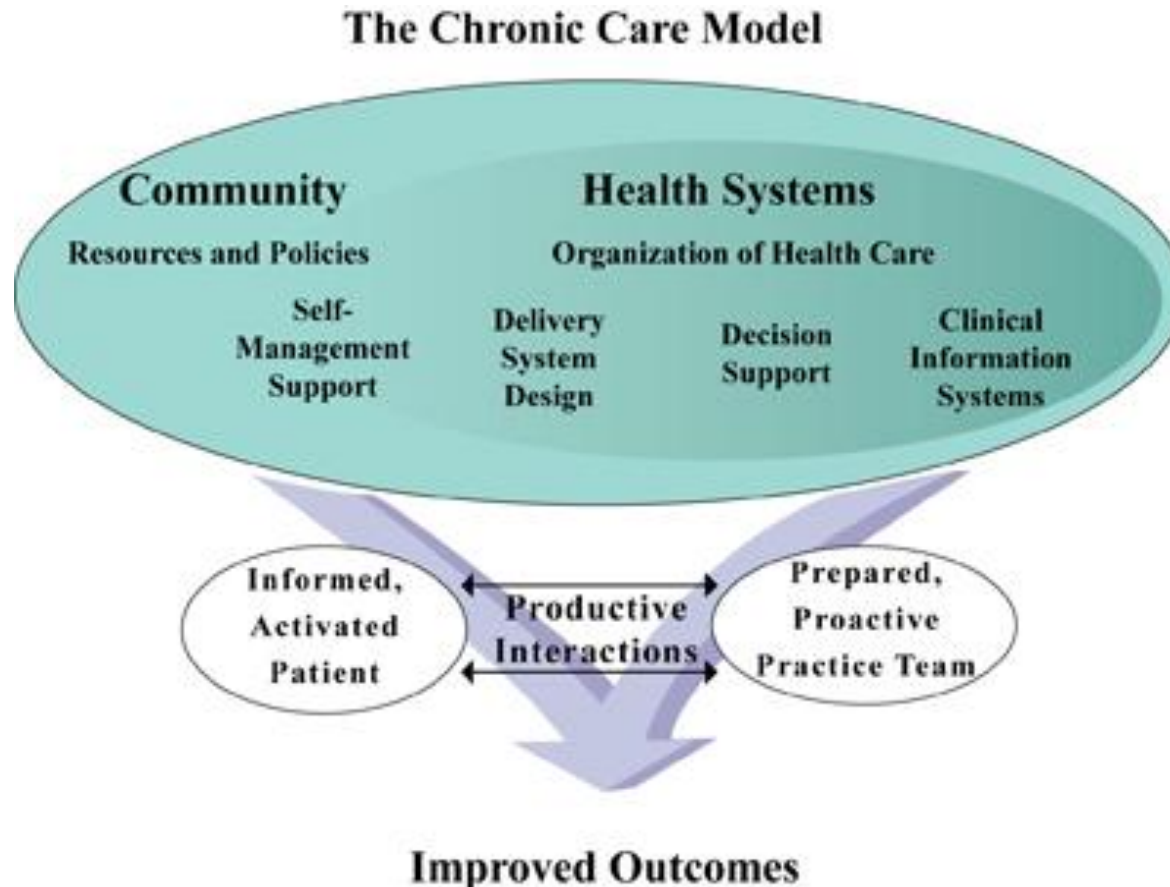 The Chronic Care Model
Community
Resources and Policies
Health Systems
Organization of Health Care
Self-
Management
Support
Delivery
System
Design
Decision
Support
Clinical
Information
Systems
Informed,
Activated
Patient
Productive
Interactions
Prepared,
Proactive
Practice Team
Improved Outcomes